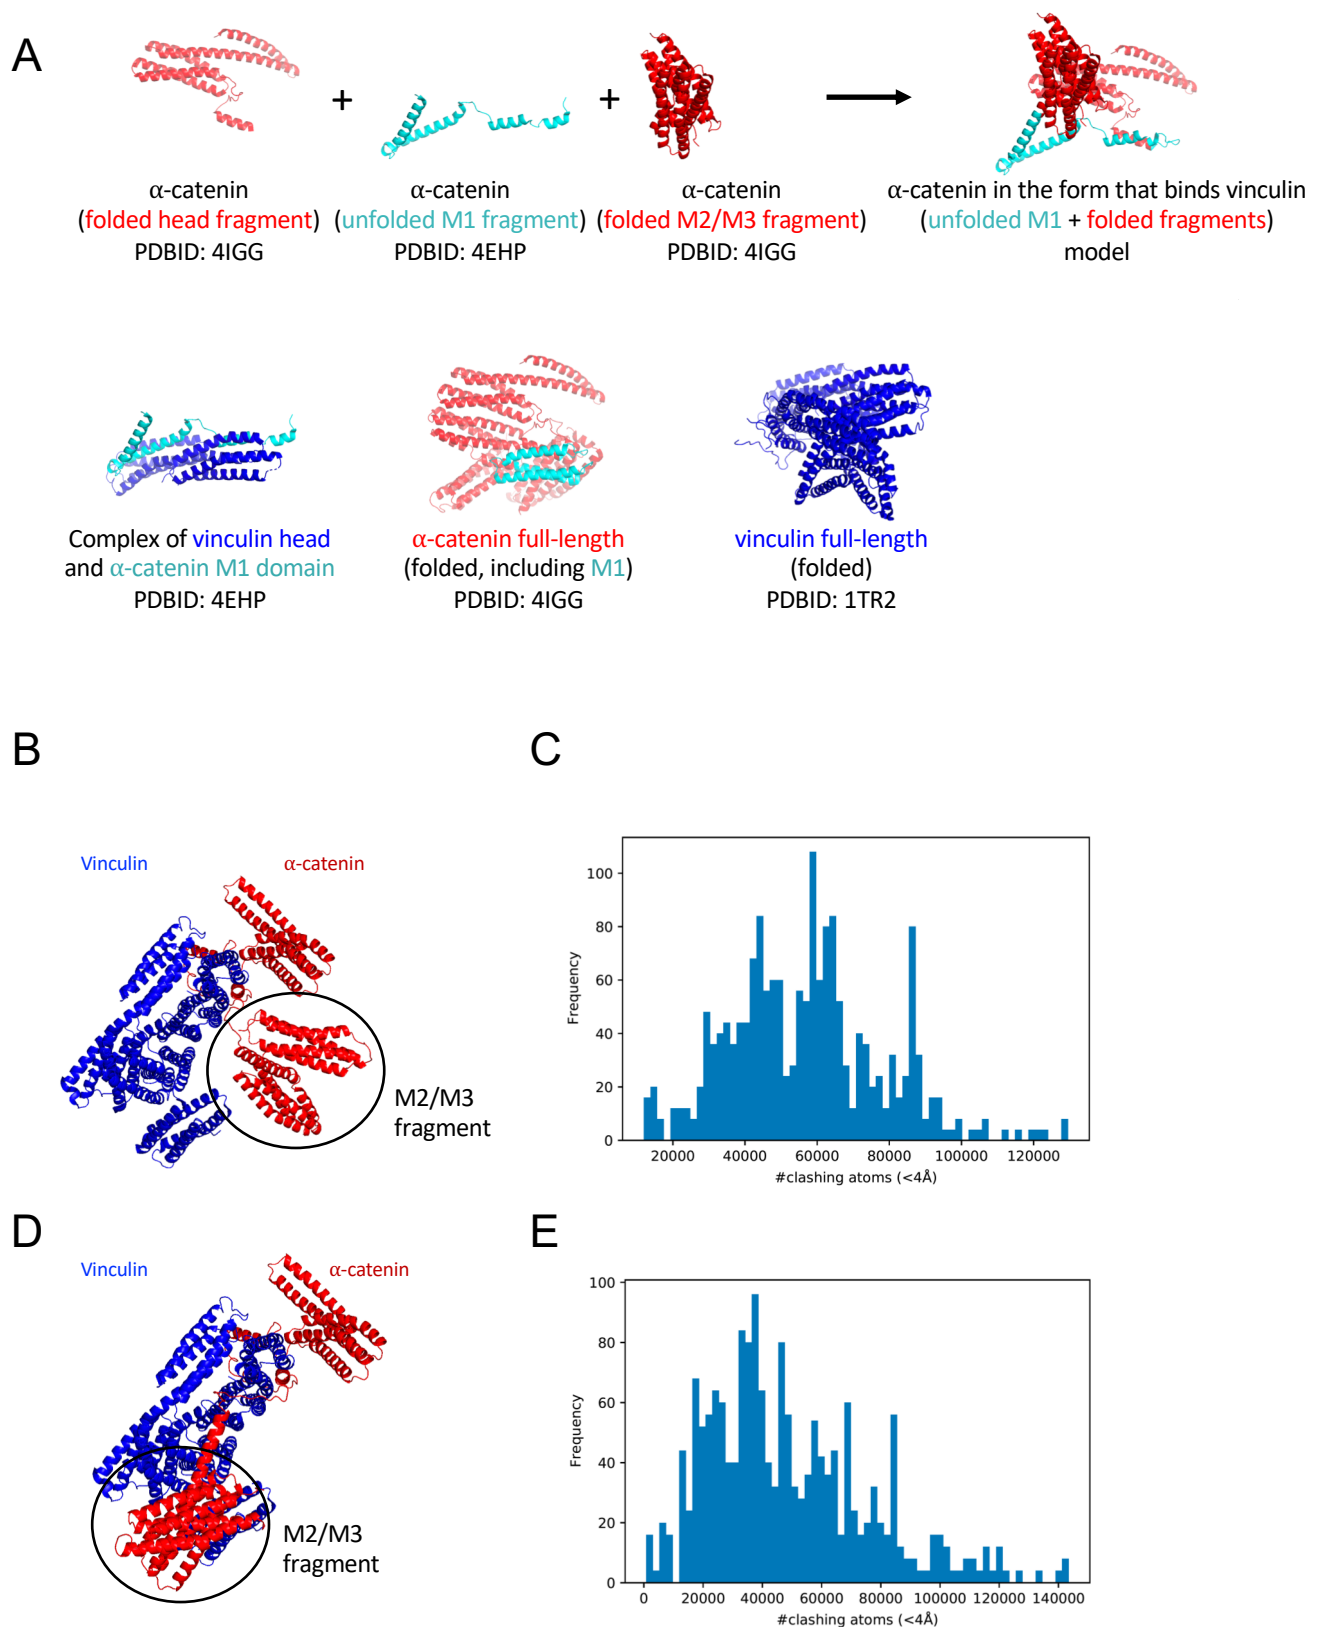 A
+
+
α-catenin
(folded head fragment)
PDBID: 4IGG
α-catenin
(unfolded M1 fragment)
PDBID: 4EHP
α-catenin
(folded M2/M3 fragment)
PDBID: 4IGG
α-catenin in the form that binds vinculin
(unfolded M1 + folded fragments)
model
Complex of vinculin head
and α-catenin M1 domain
PDBID: 4EHP
α-catenin full-length
(folded, including M1)
PDBID: 4IGG
vinculin full-length
(folded)
PDBID: 1TR2
B
Vinculin
α-catenin
M2/M3
fragment
C
Frequency
100
80
60
40
20
0
20000 40000 60000 80000 100000 120000
#clashing atoms (<4Å)
D
Vinculin
α-catenin
M2/M3
fragment
E
Frequency
100
80
60
40
20
0
0 20000 40000 60000 80000 100000 120000 140000
#clashing atoms (<4Å)